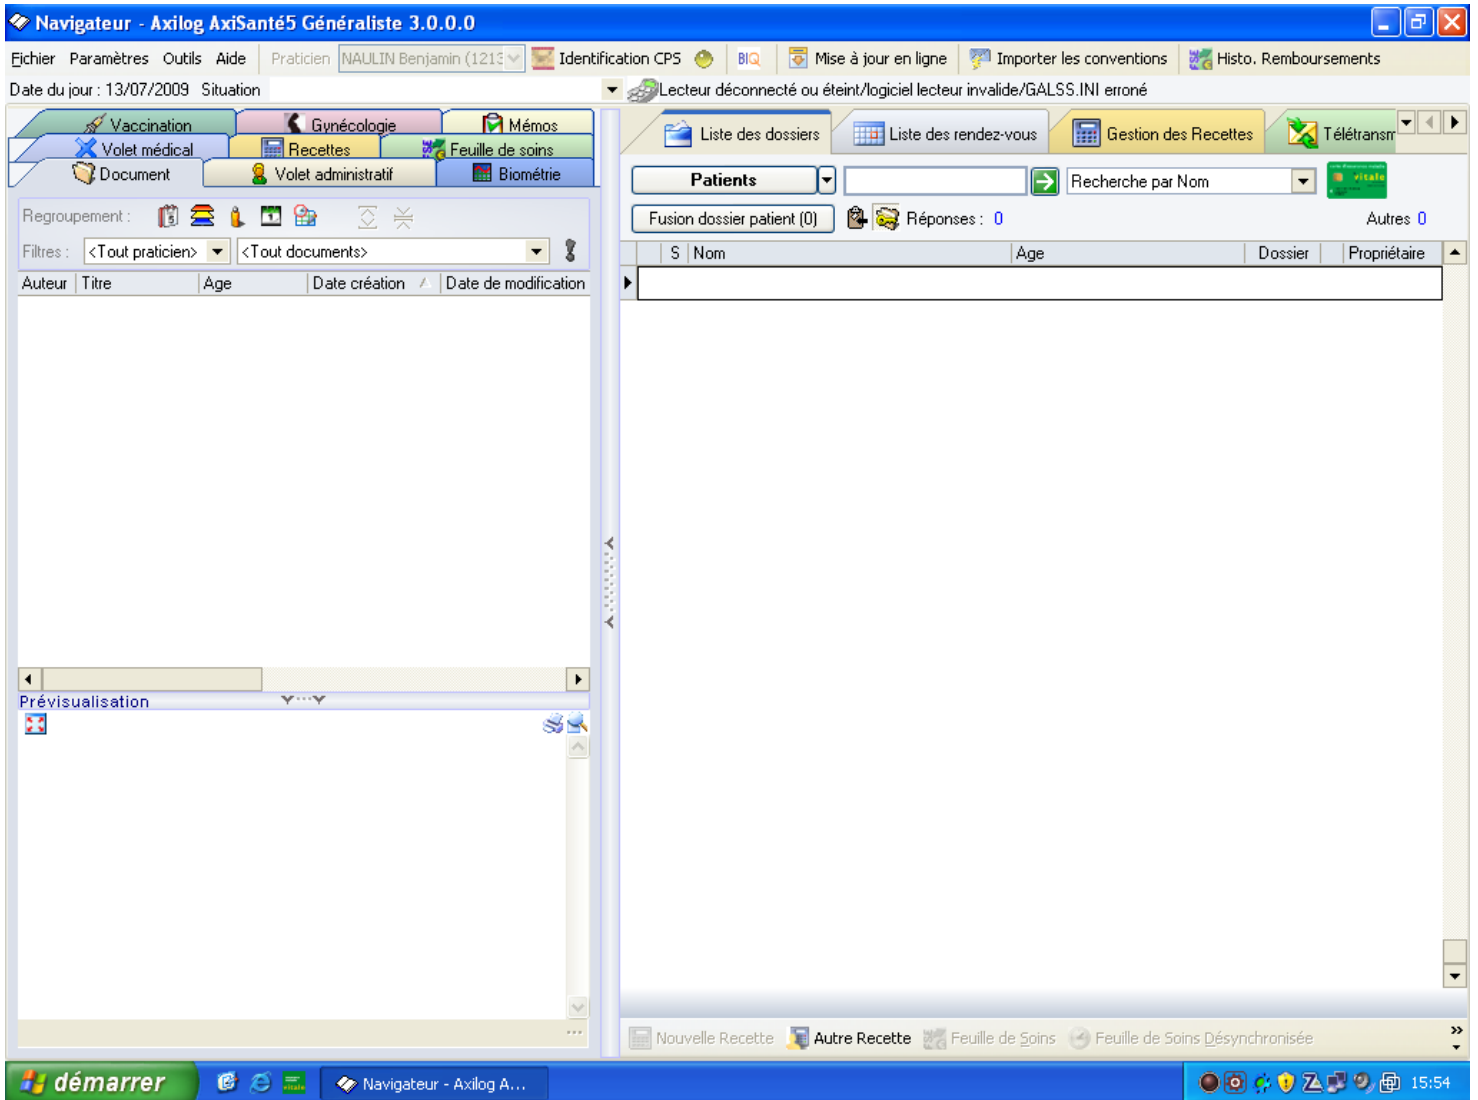 Navigateur - Axilog AxiSanté5 Généraliste 3.0.0.0
Fichier Paramètres Outils Aide Praticien NAULIN Benjamin (1213 Identification CPS BIQ Mise à jour en ligne Importer les conventions Histo. Remboursements
Date du jour : 13/07/2009 Situation Lecteur déconnecté ou éteint/logiciel lecteur invalide/GALSS.INI erroné
Vaccination Gynécologie Mémos
Volet médical Recettes Feuille de soins
Document Volet administratif Biométrie
Liste des dossiers Liste des rendez-vous Gestion des Recettes Télétransm
Patients Recherche par Nom vitale
Regroupement :
Fusion dossier patient (0) Réponses : 0 Autres 0
Filtres : <Tout praticien> <Tout documents>
S Nom Age Dossier Propriétaire
Auteur Titre Age Date création Date de modification
Prévisualisation
Nouvelle Recette Autre Recette Feuille de Soins Feuille de Soins Désynchronisée
démarrer Navigateur - Axilog A... 15:54